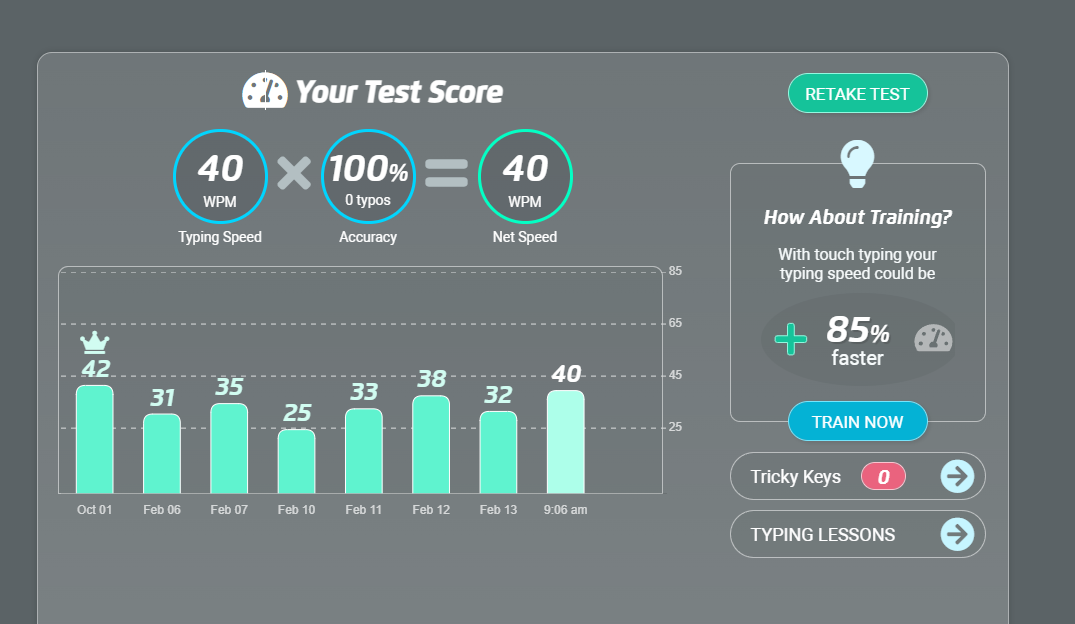 Your Test Score
RETAKE TEST
40
WPM
Typing Speed
100%
0 typos
Accuracy
40
WPM
Net Speed
85
65
45
25
42
31
35
25
33
38
32
40
Oct 01
Feb 06
Feb 07
Feb 10
Feb 11
Feb 12
Feb 13
9:06 am
How About Training?
With touch typing your
typing speed could be
85%
faster
TRAIN NOW
Tricky Keys 0
TYPING LESSONS